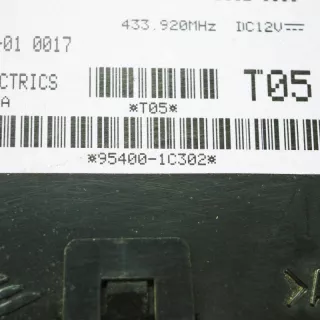 433.920MHz DC12V
-01 0017
CTRICS
A
*T05*
T05
*95400-1C302*